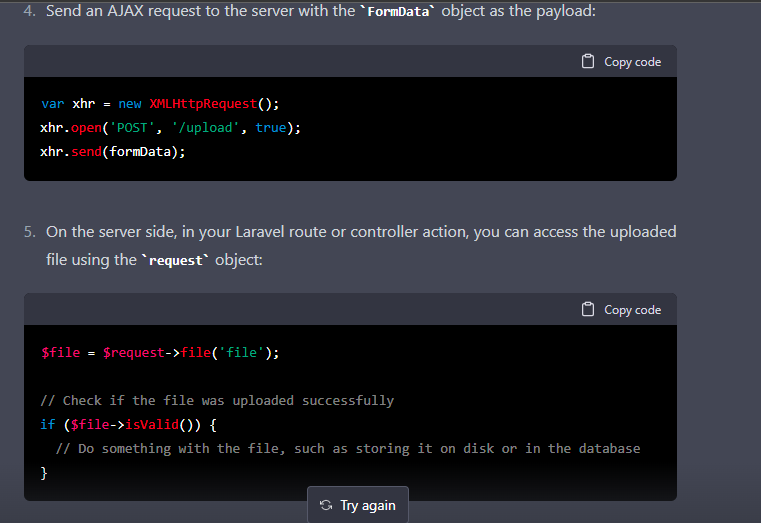 4. Send an AJAX request to the server with the `FormData` object as the payload:
Copy code
var xhr = new XMLHttpRequest();
xhr.open('POST', '/upload', true);
xhr.send(formData);
5. On the server side, in your Laravel route or controller action, you can access the uploaded
file using the `request` object:
Copy code
$file = $request->file('file');
// Check if the file was uploaded successfully
if ($file->isValid()) {
// Do something with the file, such as storing it on disk or in the database
}
Try again